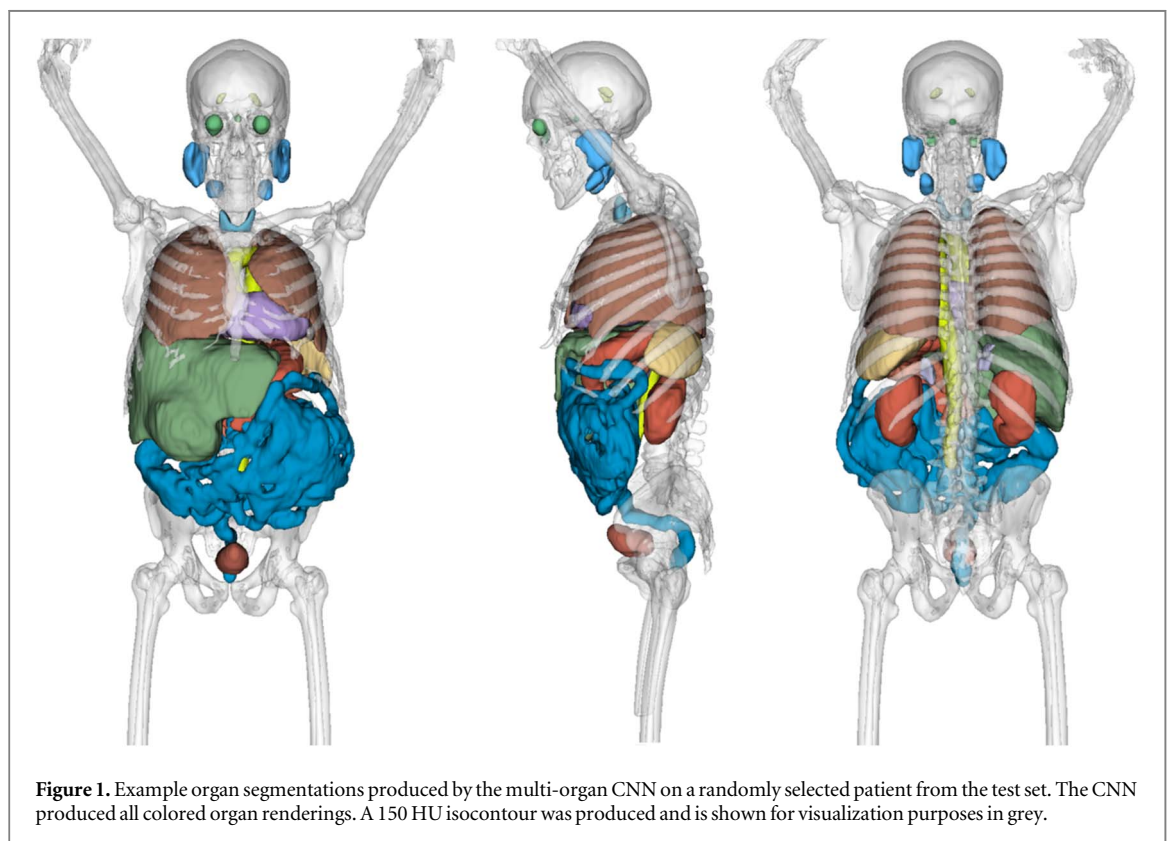 Figure 1. Example organ segmentations produced by the multi-organ CNN on a randomly selected patient from the test set. The CNN
produced all colored organ renderings. A 150 HU isocontour was produced and is shown for visualization purposes in grey.